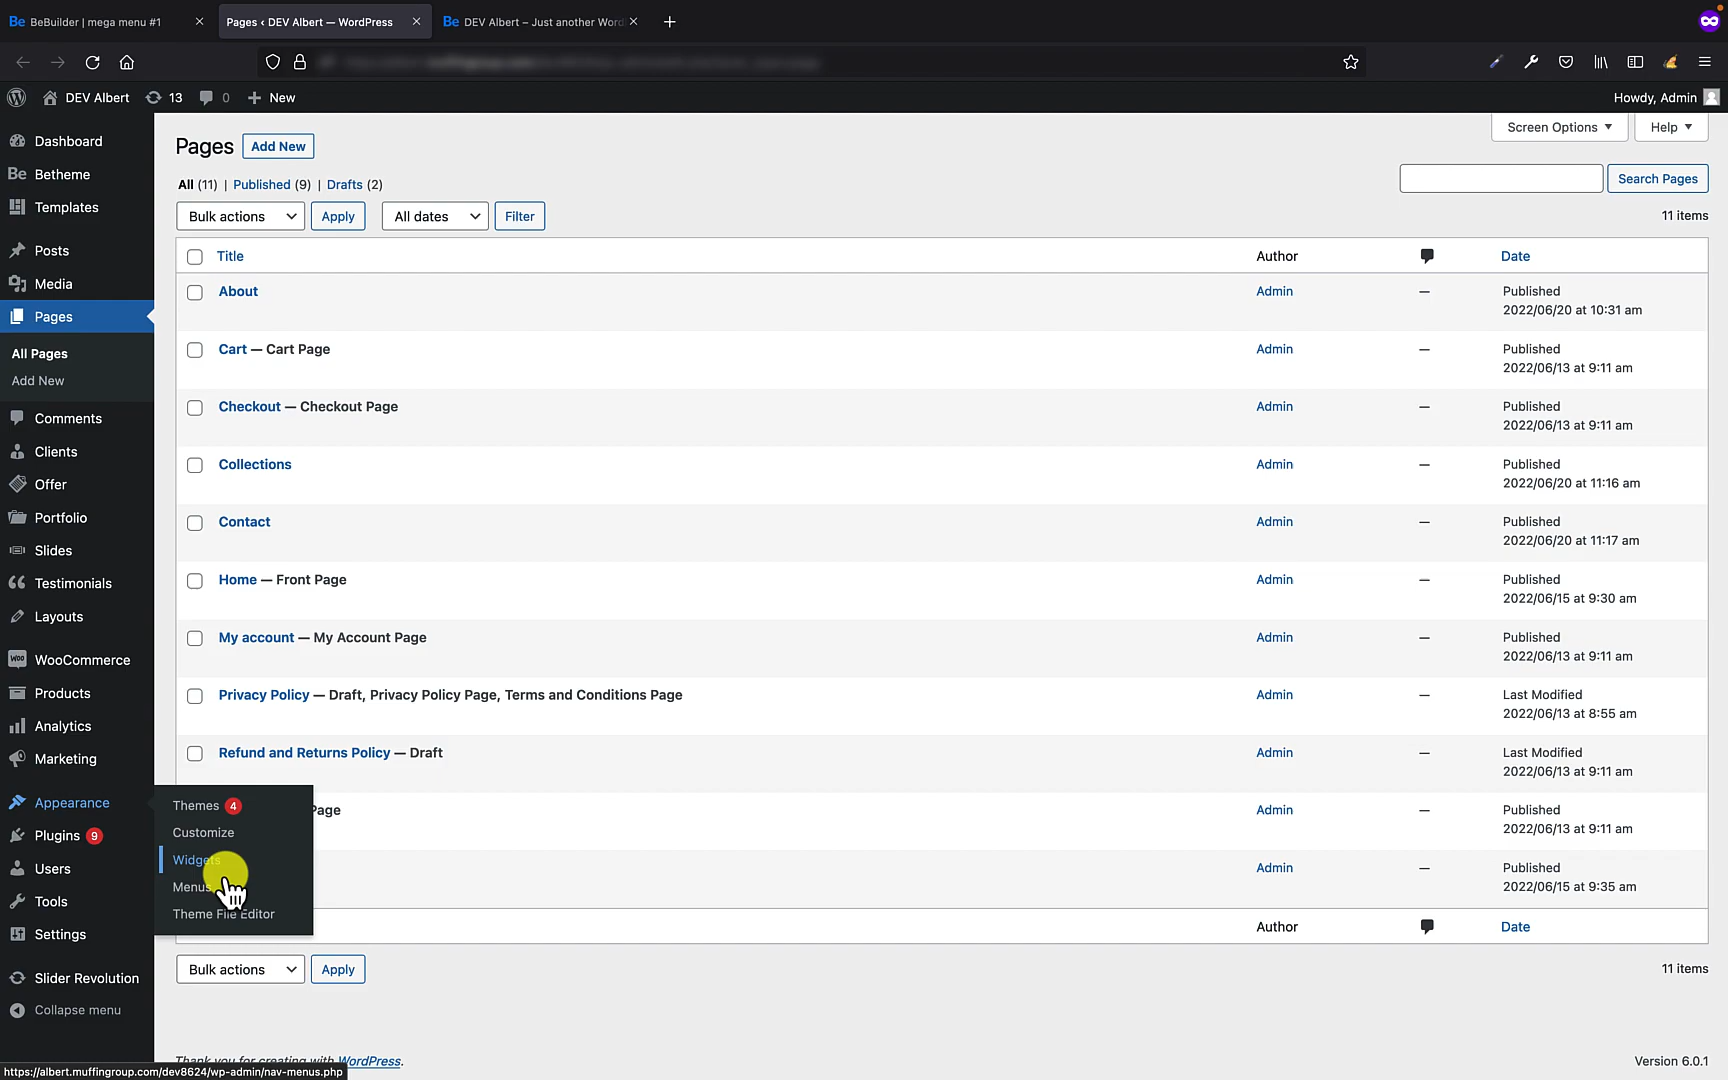 Be BeBuilder | mega menu #1
Pages ‹ DEV Albert — WordPress
Be DEV Albert – Just another Word
DEV Albert
13
0
New
Howdy, Admin
Dashboard
Be Betheme
Templates
Posts
Media
Pages
All Pages
Add New
Comments
Clients
Offer
Portfolio
Slides
Testimonials
Layouts
WooCommerce
Products
Analytics
Marketing
Appearance
Plugins 9
Users
Tools
Settings
Slider Revolution
Collapse menu
Themes 4
Customize
Widgets
Menus
Theme File Editor
Screen Options
Help
Pages Add New
All (11) | Published (9) | Drafts (2)
Search Pages
Bulk actions Apply All dates Filter
11 items
Title Author Date
About Admin — Published
2022/06/20 at 10:31 am
Cart — Cart Page Admin — Published
2022/06/13 at 9:11 am
Checkout — Checkout Page Admin — Published
2022/06/13 at 9:11 am
Collections Admin — Published
2022/06/20 at 11:16 am
Contact Admin — Published
2022/06/20 at 11:17 am
Home — Front Page Admin — Published
2022/06/15 at 9:30 am
My account — My Account Page Admin — Published
2022/06/13 at 9:11 am
Privacy Policy — Draft, Privacy Policy Page, Terms and Conditions Page Admin — Last Modified
2022/06/13 at 8:55 am
Refund and Returns Policy — Draft Admin — Last Modified
2022/06/13 at 9:11 am
Page Admin — Published
2022/06/13 at 9:11 am
Admin — Published
2022/06/15 at 9:35 am
Author Date
Bulk actions Apply
11 items
Thank you for creating with WordPress.
Version 6.0.1
https://albert.muffingroup.com/dev8624/wp-admin/nav-menus.php